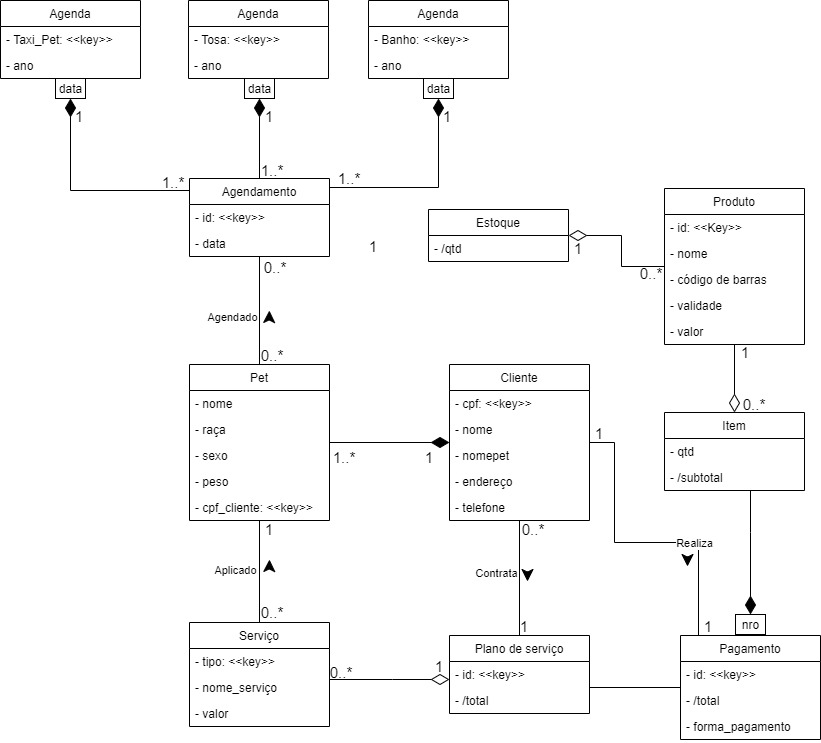 Agenda
- Taxi_Pet: <<key>>
- ano
data
1
Agenda
- Tosa: <<key>>
- ano
data
1
Agenda
- Banho: <<key>>
- ano
data
1
1..*
1..*
1..*
Agendamento
- id: <<key>>
- data
0..*
1
Estoque
- /qtd
1
0..*
Produto
- id: <<Key>>
- nome
- código de barras
- validade
- valor
1
0..*
Item
- qtd
- /subtotal
Agendado
0..*
Pet
- nome
- raça
- sexo
- peso
- cpf_cliente: <<key>>
1..*
1
Cliente
- cpf: <<key>>
- nome
- nomepet
- endereço
- telefone
1
Realiza
1
1
Aplicado
0..*
0..*
Contrata
1
Serviço
- tipo: <<key>>
- nome_serviço
- valor
0..*
1
Plano de serviço
- id: <<key>>
- /total
nro
Pagamento
- id: <<key>>
- /total
- forma_pagamento